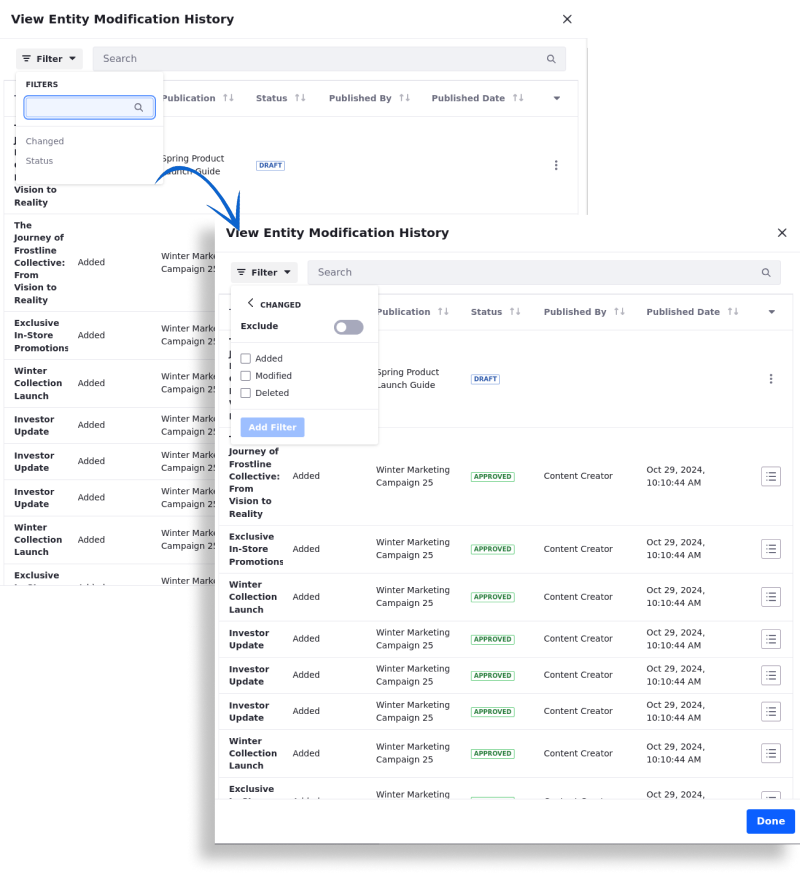 View Entity Modification History
Filter
Search
FILTERS
Publication
Status
Published By
Published Date
Changed
Status
Spring Product
Launch Guide
DRAFT
Vision to
Reality
The
Journey of
Frostline
Collective:
From
Vision to
Reality
Added
Winter Mark
Campaign 25
Exclusive
In-Store
Promotions
Added
Winter Mark
Campaign 25
Winter
Collection
Launch
Added
Winter Mark
Campaign 25
Investor
Update
Added
Winter Mark
Campaign 25
Investor
Update
Added
Winter Mark
Campaign 25
Investor
Update
Added
Winter Mark
Campaign 25
Winter
Collection
Launch
Added
Winter Mark
Campaign 25
Exclusive
Winter Mark
View Entity Modification History
Filter
Search
CHANGED
Exclude
Added
Modified
Deleted
Add Filter
Publication
Status
Published By
Published Date
Spring Product
Launch Guide
DRAFT
Journey of
Frostline
Collective:
From
Vision to
Reality
Added
Winter Marketing
Campaign 25
APPROVED
Content Creator
Oct 29, 2024,
10:10:44 AM
Exclusive
In-Store
Promotions
Added
Winter Marketing
Campaign 25
APPROVED
Content Creator
Oct 29, 2024,
10:10:44 AM
Winter
Collection
Launch
Added
Winter Marketing
Campaign 25
APPROVED
Content Creator
Oct 29, 2024,
10:10:44 AM
Investor
Update
Added
Winter Marketing
Campaign 25
APPROVED
Content Creator
Oct 29, 2024,
10:10:44 AM
Investor
Update
Added
Winter Marketing
Campaign 25
APPROVED
Content Creator
Oct 29, 2024,
10:10:44 AM
Investor
Update
Added
Winter Marketing
Campaign 25
APPROVED
Content Creator
Oct 29, 2024,
10:10:44 AM
Winter
Collection
Launch
Added
Winter Marketing
Campaign 25
APPROVED
Content Creator
Oct 29, 2024,
10:10:44 AM
Exclusive
Winter Marketing
Oct 29, 2024,
Done